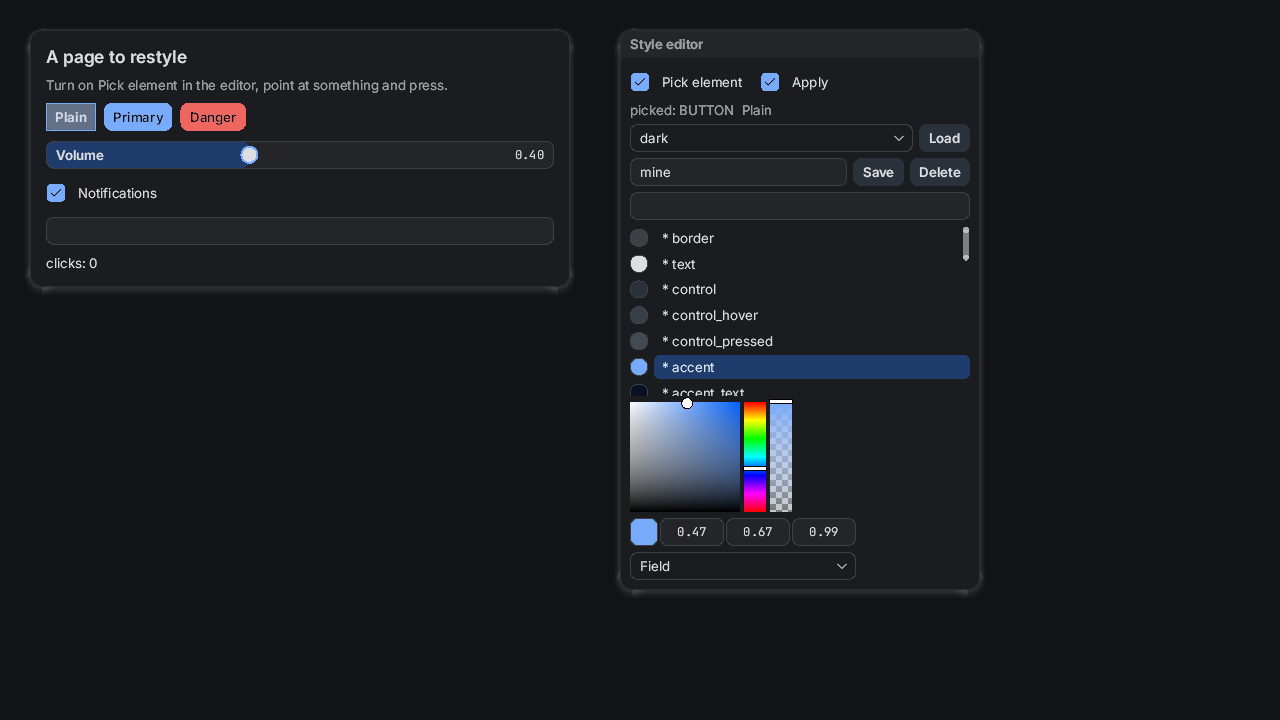 A page to restyle
Turn on Pick element in the editor, point at something and press.
Plain Primary Danger
Volume 0.40
Notifications
clicks: 0
Style editor
Pick element Apply
picked: BUTTON Plain
dark Load
mine Save Delete
* border
* text
* control
* control_hover
* control_pressed
* accent
* accent_text
0.47 0.67 0.99
Field